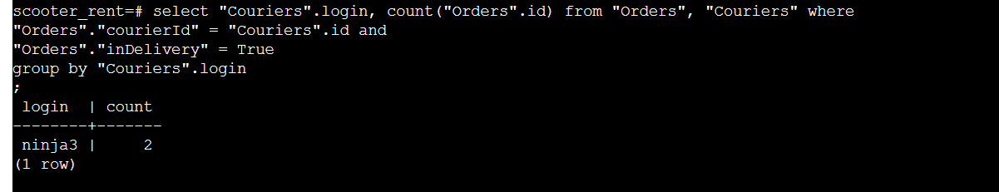 scooter_rent=# select "Couriers".login, count("Orders".id) from "Orders", "Couriers" where
"Orders"."courierId" = "Couriers".id and
"Orders"."inDelivery" = True
group by "Couriers".login
;
 login  | count
--------+-------
 ninja3 |     2
(1 row)